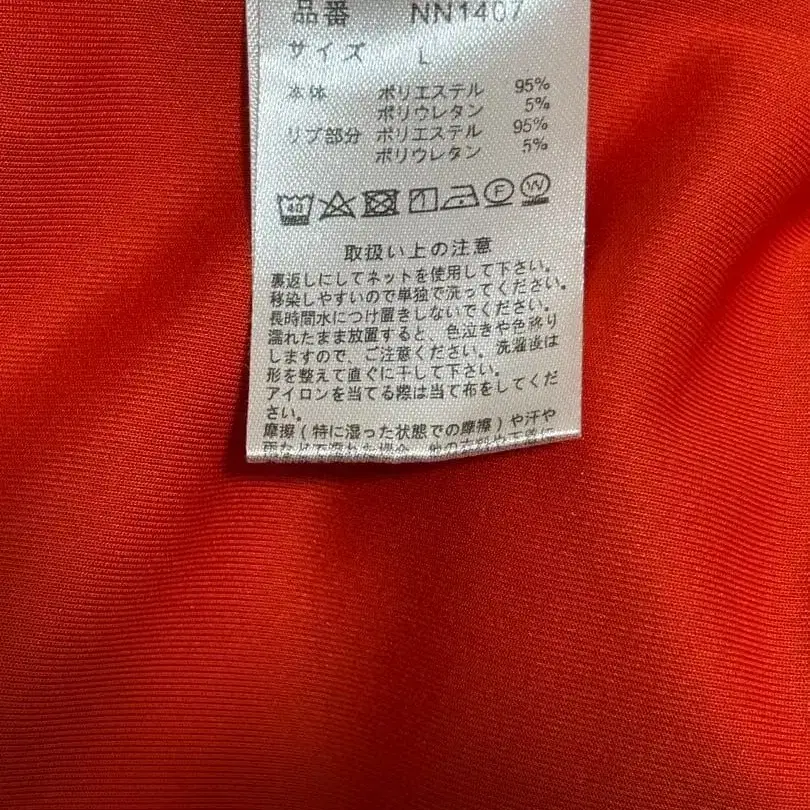 品番 NN1407
サイズ L
本体 ポリエステル 95%
ポリウレタン 5%
リブ部分 ポリエステル 95%
ポリウレタン 5%
40 F W
取扱い上の注意
裏返しにしてネットを使用して下さい。
移染しやすいので単独で洗ってください。
長時間水につけ置きしないでください。
濡れたまま放置すると、色泣きや色移り
しますので、ご注意ください。洗濯後は
形を整えて直ぐに干して下さい。
アイロンを当てる際は当て布をしてくだ
さい。
摩擦(特に湿った状態での摩擦)や汗や